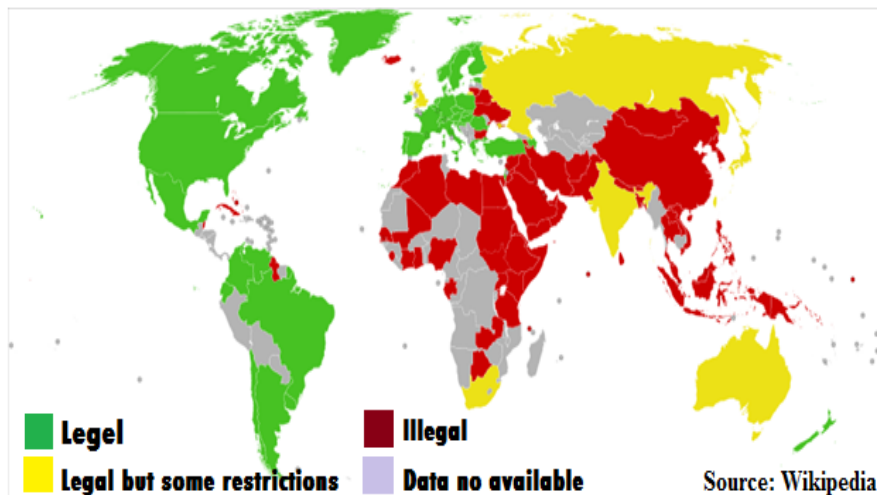 Legel
Illegal
Legal but some restrictions
Data no available
Source: Wikipedia